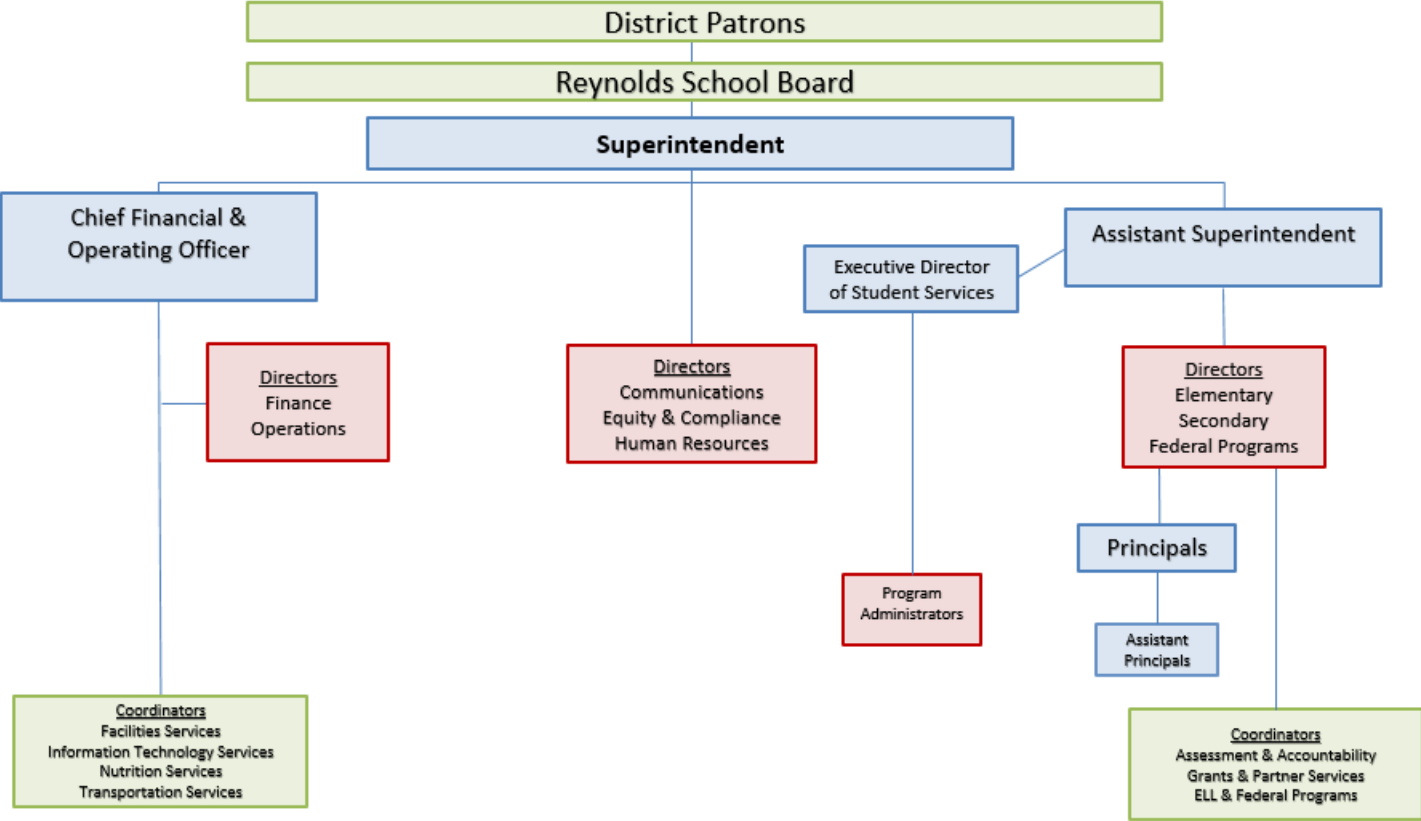 District Patrons
Reynolds School Board
Superintendent
Chief Financial &
Operating Officer
Assistant Superintendent
Executive Director
of Student Services
Directors
Finance
Operations
Directors
Communications
Equity & Compliance
Human Resources
Directors
Elementary
Secondary
Federal Programs
Principals
Program
Administrators
Assistant
Principals
Coordinators
Facilities Services
Information Technology Services
Nutrition Services
Transportation Services
Coordinators
Assessment & Accountability
Grants & Partner Services
ELL & Federal Programs